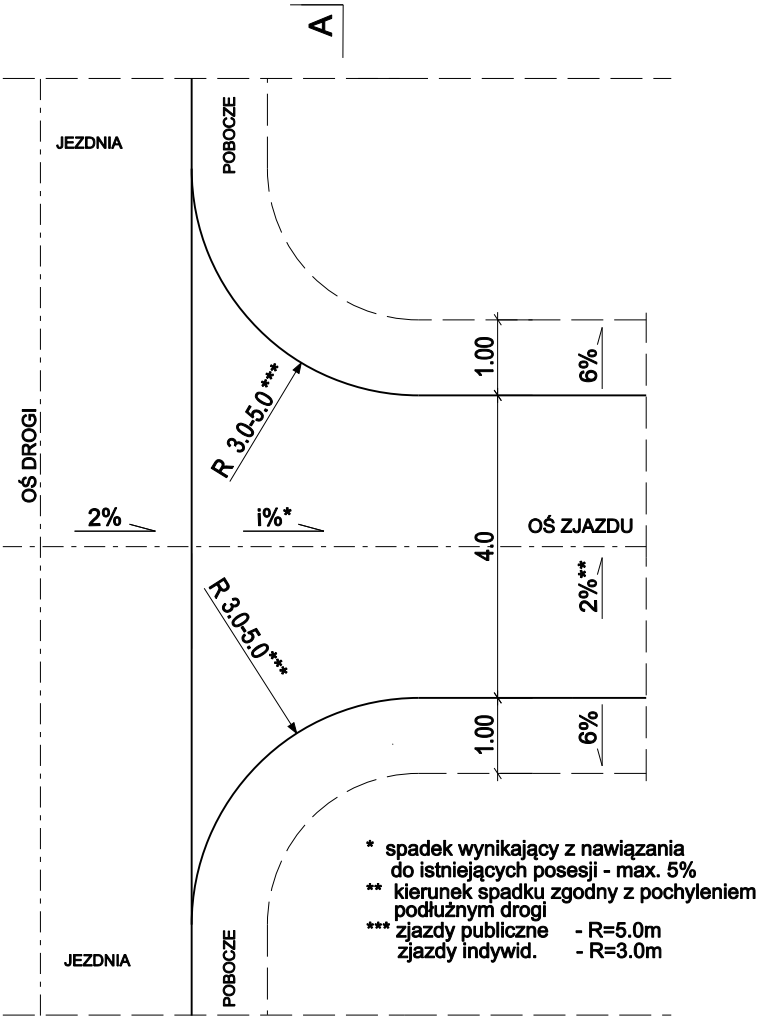 A
JEZDNIA
POBOCZE
1.00
6%
R 3.0-5.0 ***
OŚ DROGI
2%
i%*
OŚ ZJAZDU
4.0
2%**
R 3.0-5.0 ***
1.00
6%
* spadek wynikający z nawiązania
do istniejących posesji - max. 5%
** kierunek spadku zgodny z pochyleniem
podłużnym drogi
*** zjazdy publiczne - R=5.0m
zjazdy indywid. - R=3.0m
JEZDNIA
POBOCZE